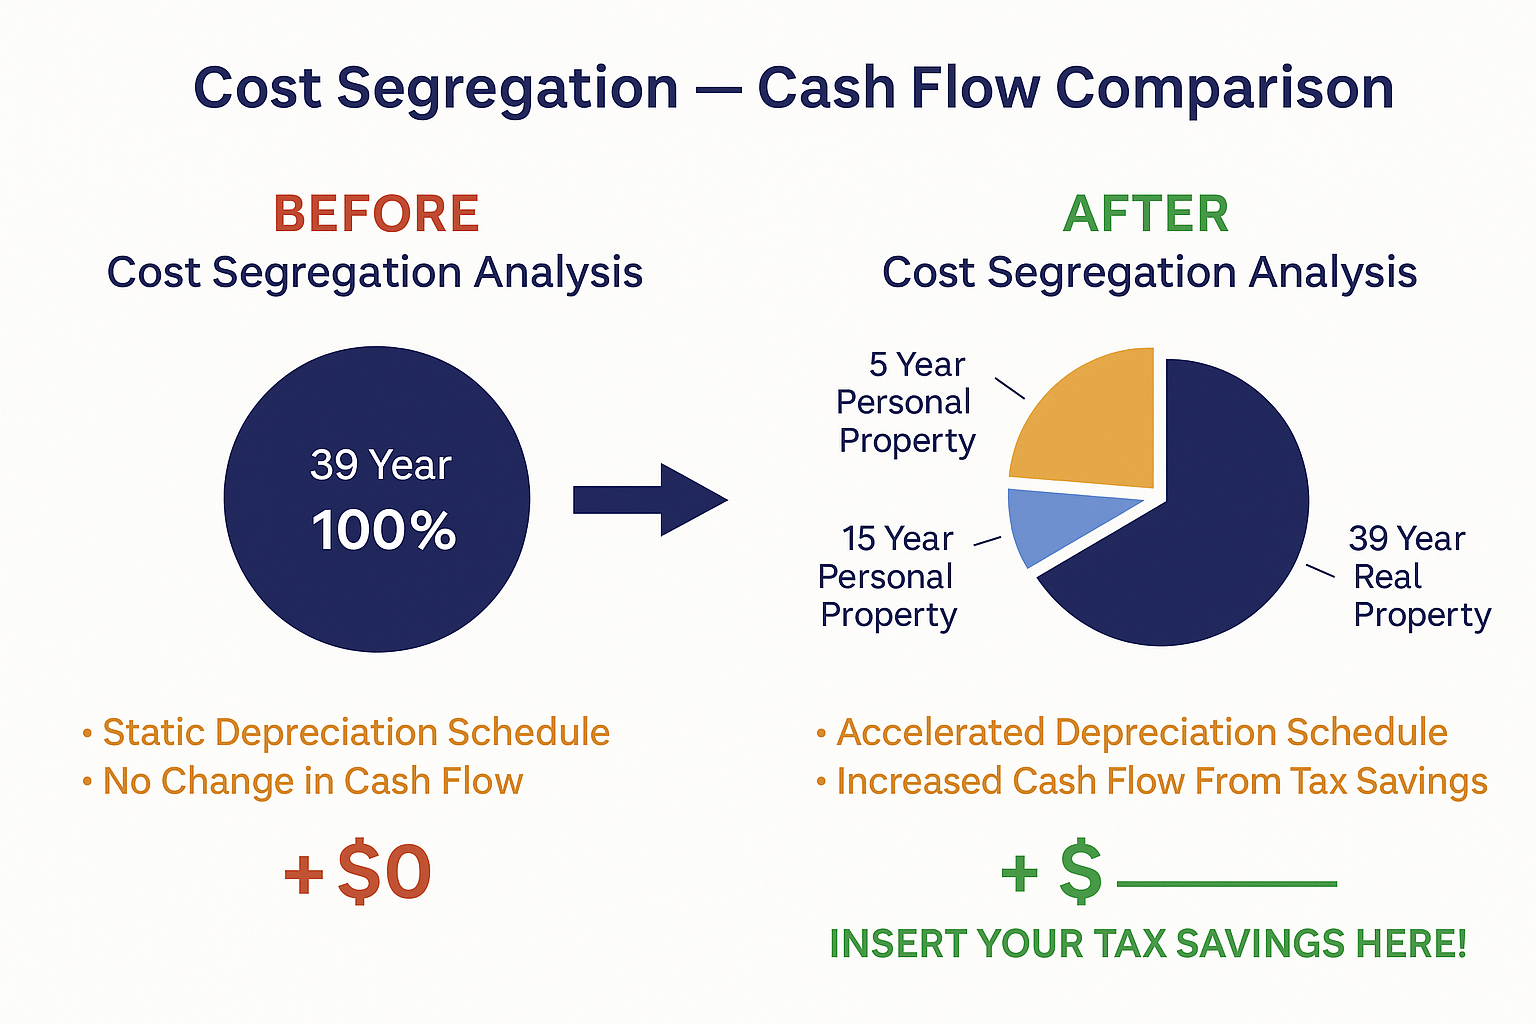 Cost Segregation — Cash Flow Comparison
BEFORE
Cost Segregation Analysis
39 Year
100%
• Static Depreciation Schedule
• No Change in Cash Flow
+ $0
AFTER
Cost Segregation Analysis
5 Year
Personal
Property
15 Year
Personal
Property
39 Year
Real
Property
• Accelerated Depreciation Schedule
• Increased Cash Flow From Tax Savings
+ $ ______
INSERT YOUR TAX SAVINGS HERE!